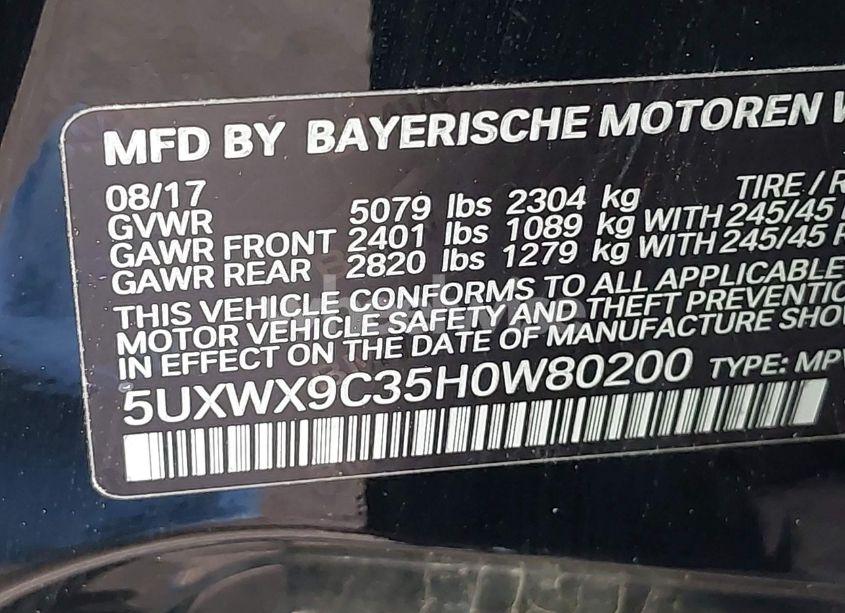 MFD BY BAYERISCHE MOTOREN
08/17
GVWR 5079 lbs 2304 kg TIRE / R
GAWR FRONT 2401 lbs 1089 kg WITH 245/45
GAWR REAR 2820 lbs 1279 kg WITH 245/45
THIS VEHICLE CONFORMS TO ALL APPLICABLE
MOTOR VEHICLE SAFETY AND THEFT PREVENTIO
IN EFFECT ON THE DATE OF MANUFACTURE SHO
5UXWX9C35H0W80200 TYPE: MPV